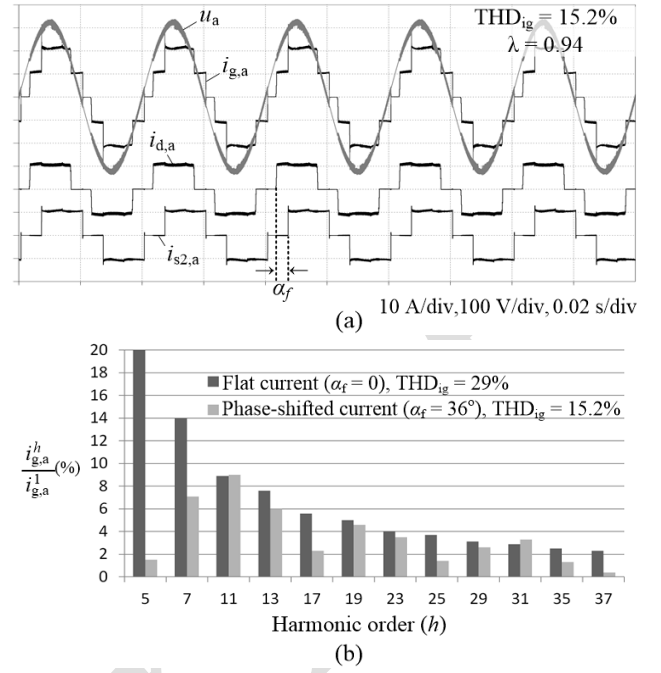 u_a
THD_ig = 15.2%
λ = 0.94
i_g,a
i_d,a
i_s2,a
α_f
(a)
10 A/div,100 V/div, 0.02 s/div
20
18
16
14
12
10
8
6
4
2
0
Flat current (α_f = 0), THD_ig = 29%
Phase-shifted current (α_f = 36°), THD_ig = 15.2%
i^h_g,a / i^1_g,a (%)
5 7 11 13 17 19 23 25 29 31 35 37
Harmonic order (h)
(b)